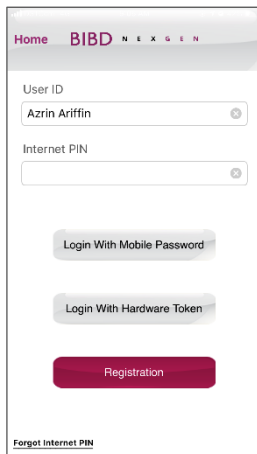 Home BIBD NEXGEN
User ID
Azrin Ariffin
Internet PIN
Login With Mobile Password
Login With Hardware Token
Registration
Forgot Internet PIN